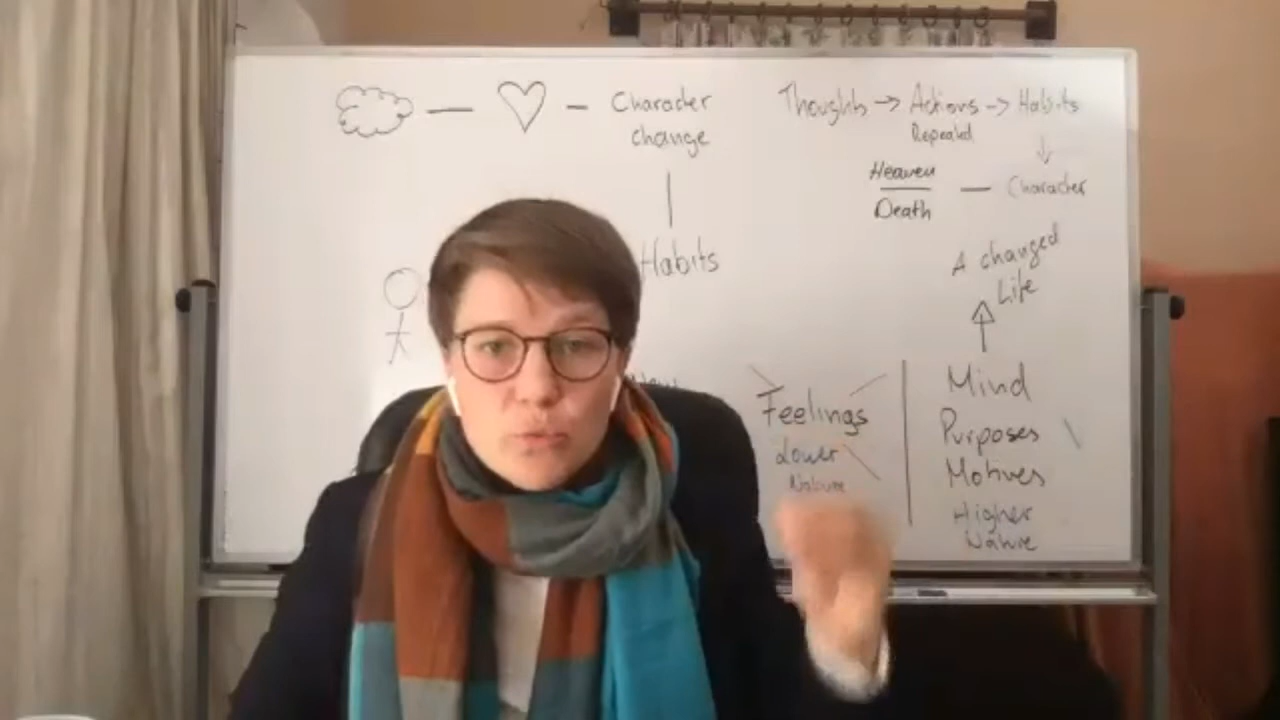 Character
change
Habits
Thoughts -> Actions -> Habits
Repeated
Heaven
Death
— Character
A changed
Life
Feelings
Lower
Nature
Mind
Purposes
Motives
Higher
Nature